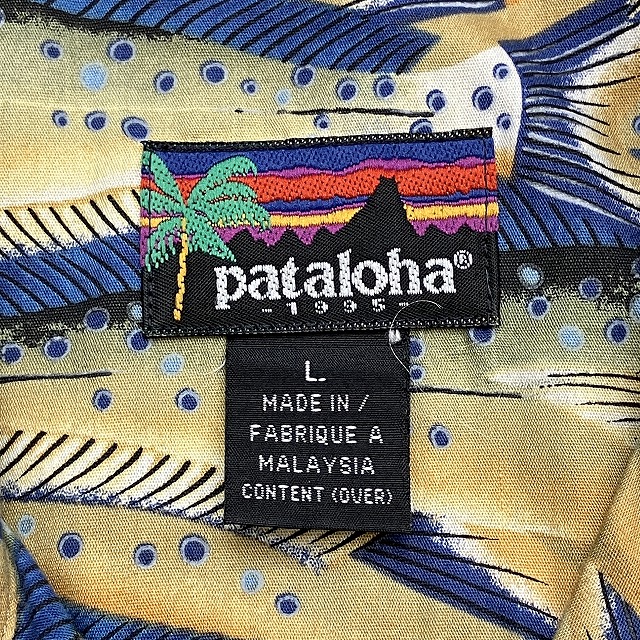 pataloha®
-1995-
L.
MADE IN /
FABRIQUE A
MALAYSIA
CONTENT (OVER)